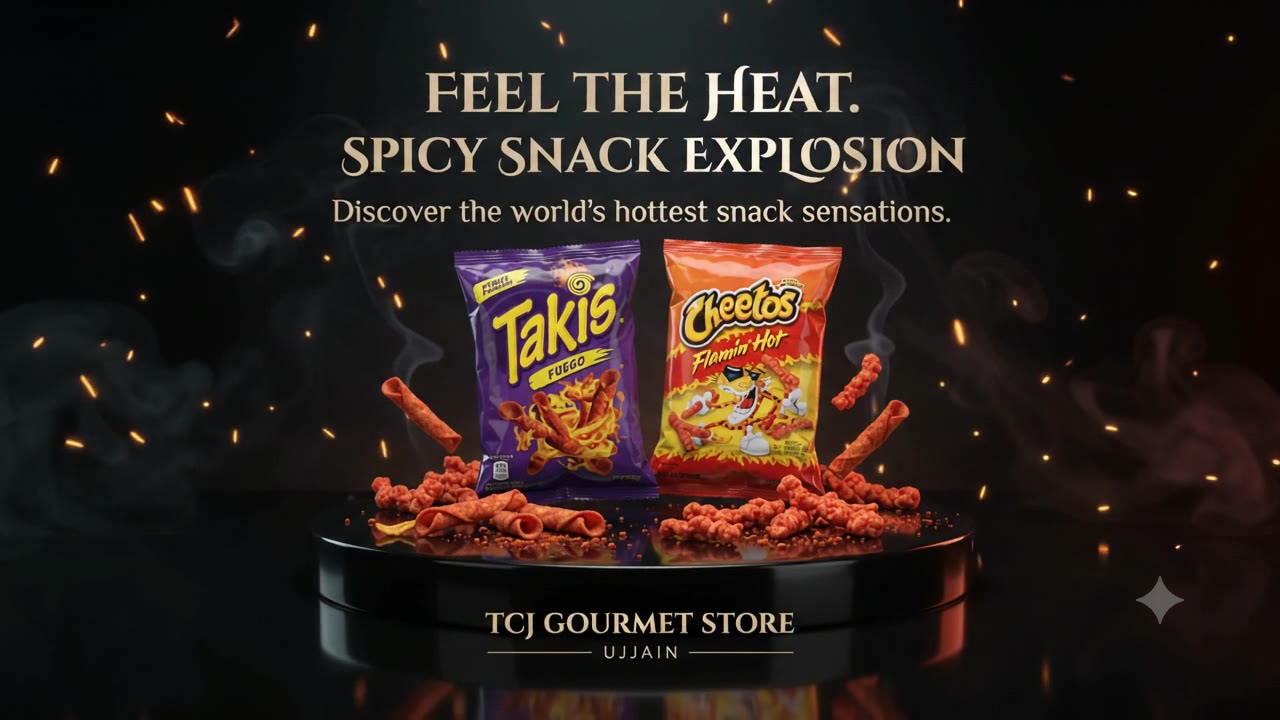 FEEL THE HEAT.
SPICY SNACK EXPLOSION
Discover the world's hottest snack sensations.
Takis
FUEGO
Cheetos
Flamin' Hot
TCJ GOURMET STORE
UJJAIN